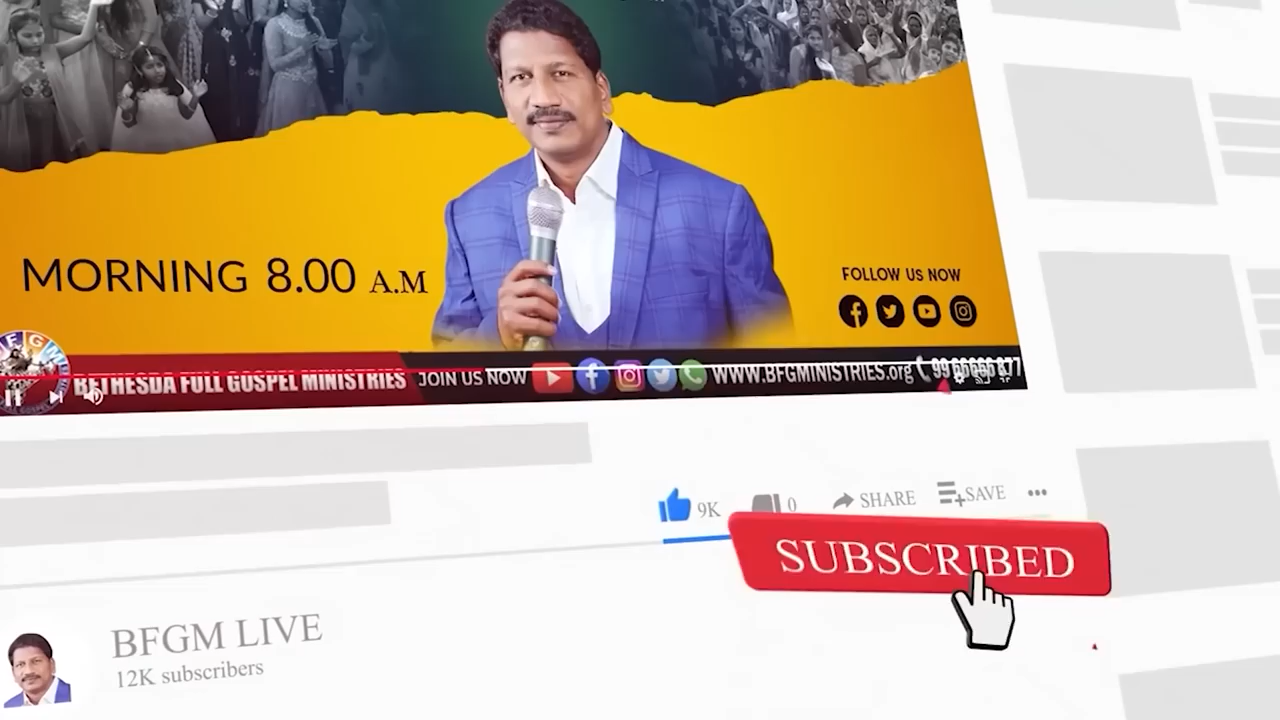 MORNING 8.00 A.M
FOLLOW US NOW
BETHESDA FULL GOSPEL MINISTRIES JOIN US NOW WWW.BFGMINISTRIES.org
9K 0 SHARE SAVE
SUBSCRIBED
BFGM LIVE
12K subscribers